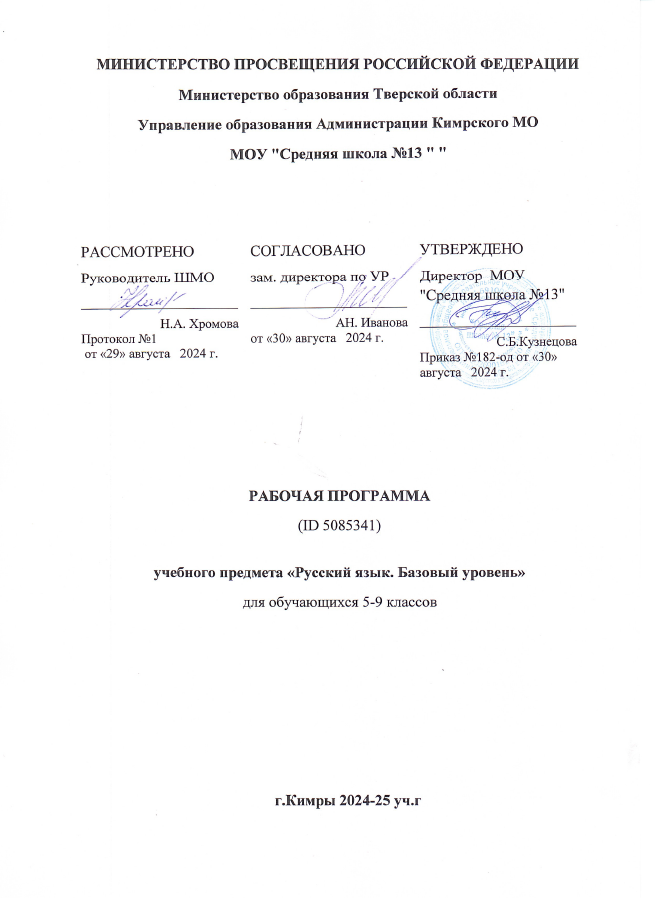 МИНИСТЕРСТВО ПРОСВЕЩЕНИЯ РОССИЙСКОЙ ФЕДЕРАЦИИ
Министерство образования Тверской области
Управление образования Администрации Кимрского МО
МОУ "Средняя школа №13 " "
РАССМОТРЕНО
Руководитель ШМО
Н.А. Хромова
Протокол №1
от «29» августа 2024 г.
СОГЛАСОВАНО
зам. директора по УР
АН. Иванова
от «30» августа 2024 г.
УТВЕРЖДЕНО
Директор МОУ
"Средняя школа №13"
С.Б.Кузнецова
Приказ №182-од от «30»
августа 2024 г.
РАБОЧАЯ ПРОГРАММА
(ID 5085341)
учебного предмета «Русский язык. Базовый уровень»
для обучающихся 5-9 классов
г.Кимры 2024-25 уч.г